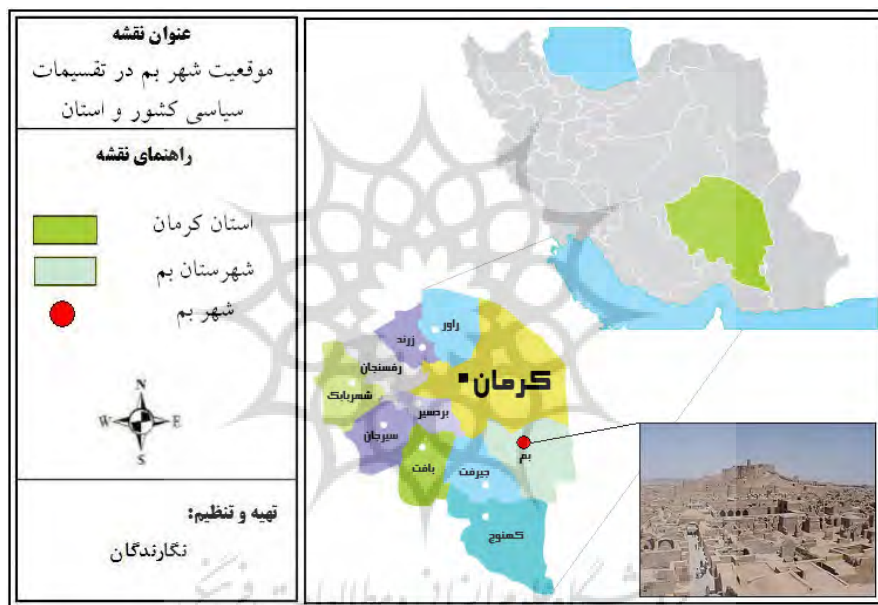 عنوان نقشه
موقعیت شهر بم در تقسیمات
سیاسی کشور و استان
راهنمای نقشه
استان کرمان
شهرستان بم
شهر بم
N
W E
S
تهیه و تنظیم:
نگارندگان
راور
زرند
رفسنجان
کرمان
شهربابک
بردسیر
سیرجان
بم
بافت
جیرفت
کهنوج